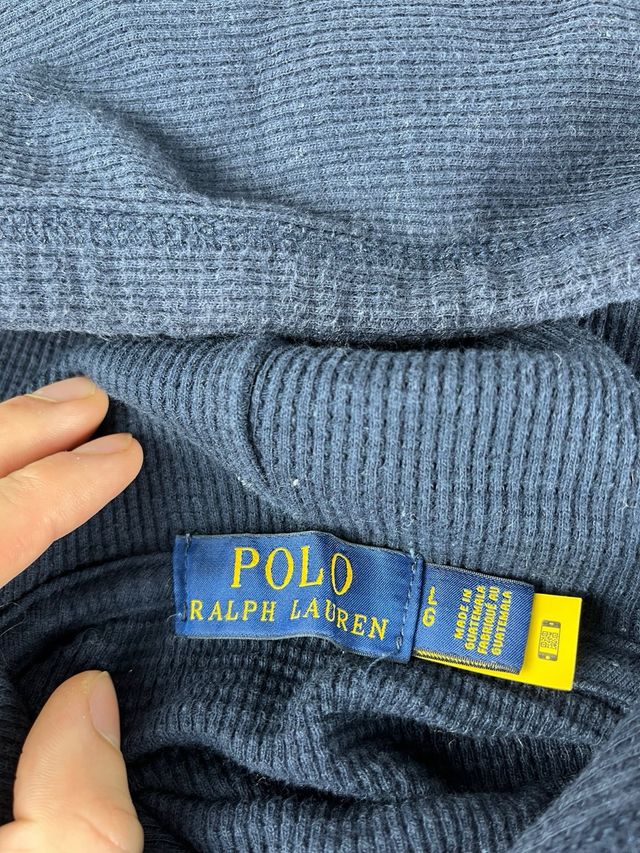 POLO
RALPH LAUREN
L
G
MADE IN
GUATEMALA
FABRIQUÉ AU
GUATEMALA